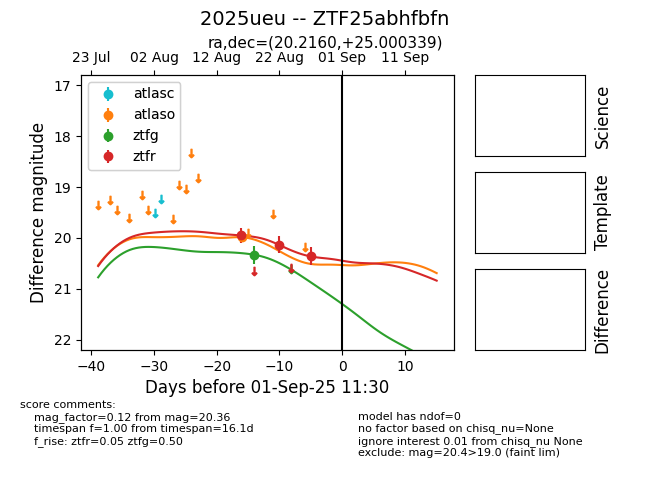 2025ueu -- ZTF25abhfbfn
ra,dec=(20.2160,+25.000339)
23 Jul 02 Aug 12 Aug 22 Aug 01 Sep 11 Sep
17
18
19
20
21
22
Difference magnitude
atlasc
atlaso
ztfg
ztfr
−40 −30 −20 −10 0 10
Days before 01-Sep-25 11:30
Science
Template
Difference
score comments:
mag_factor=0.12 from mag=20.36
timespan f=1.00 from timespan=16.1d
f_rise: ztfr=0.05 ztfg=0.50
model has ndof=0
no factor based on chisq_nu=None
ignore interest 0.01 from chisq_nu None
exclude: mag=20.4>19.0 (faint lim)